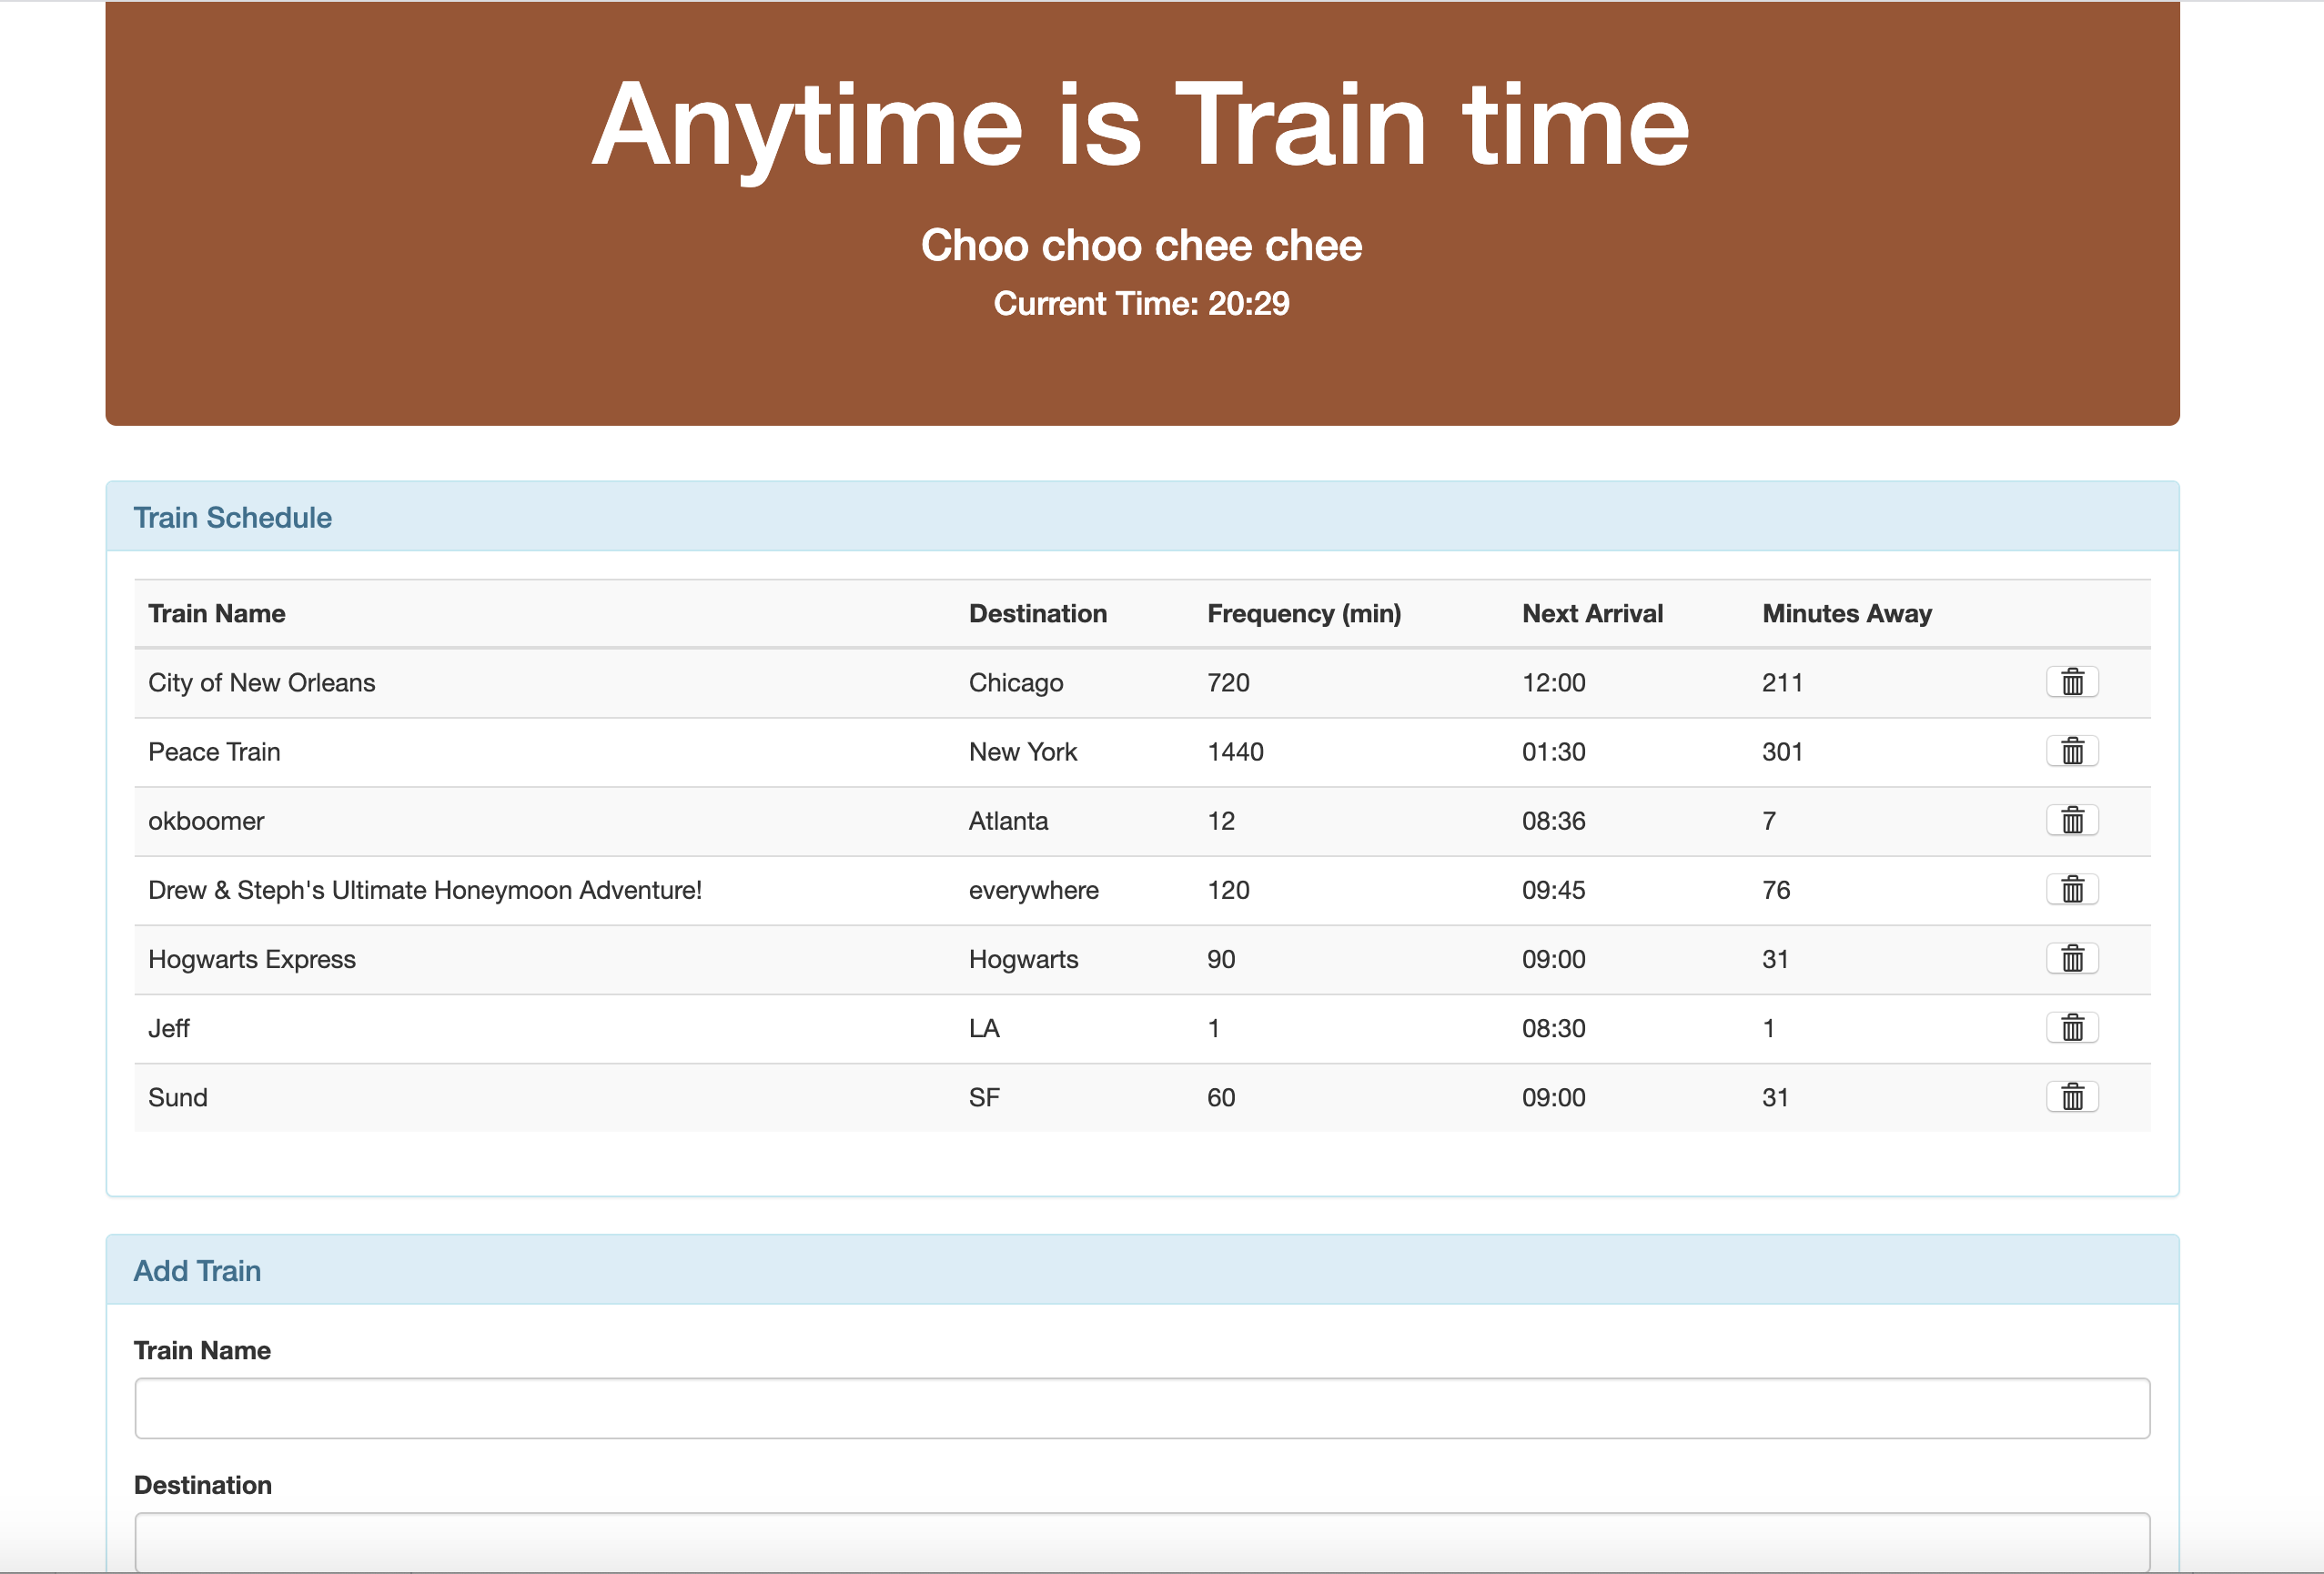 Anytime is Train time
Choo choo chee chee
Current Time: 20:29
Train Schedule
Train Name Destination Frequency (min) Next Arrival Minutes Away
City of New Orleans Chicago 720 12:00 211
Peace Train New York 1440 01:30 301
okboomer Atlanta 12 08:36 7
Drew & Steph's Ultimate Honeymoon Adventure! everywhere 120 09:45 76
Hogwarts Express Hogwarts 90 09:00 31
Jeff LA 1 08:30 1
Sund SF 60 09:00 31
Add Train
Train Name
Destination